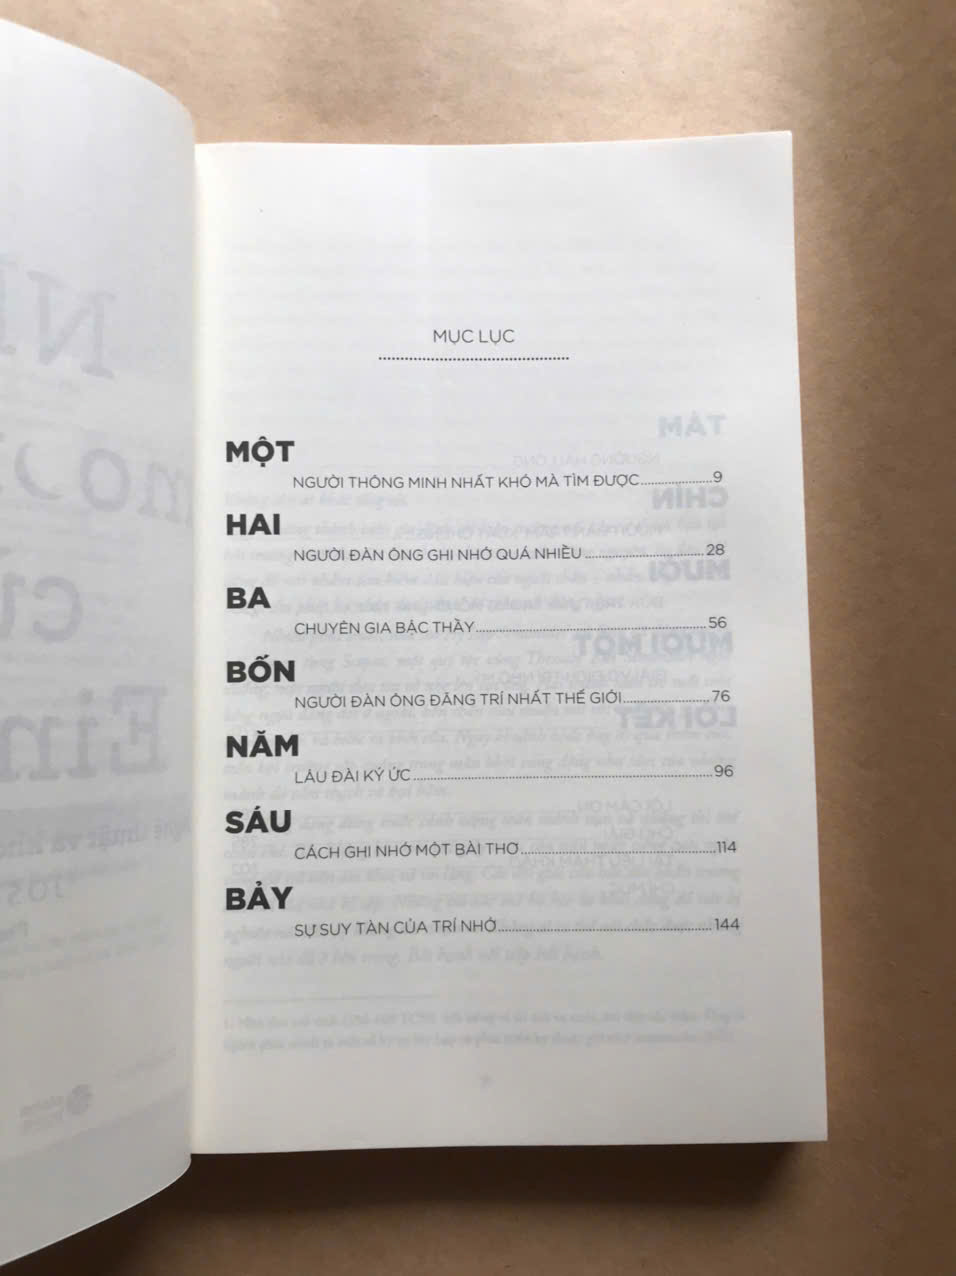 MỤC LỤC
MỘT
NGƯỜI THÔNG MINH NHẤT KHÓ MÀ TÌM ĐƯỢC 9
HAI
NGƯỜI ĐÀN ÔNG GHI NHỚ QUÁ NHIỀU 28
BA
CHUYÊN GIA BẬC THẦY 56
BỐN
NGƯỜI ĐÀN ÔNG ĐÃNG TRÍ NHẤT THẾ GIỚI 76
NĂM
LÂU ĐÀI KÝ ỨC 96
SÁU
CÁCH GHI NHỚ MỘT BÀI THƠ 114
BẢY
SỰ SUY TÀN CỦA TRÍ NHỚ 144